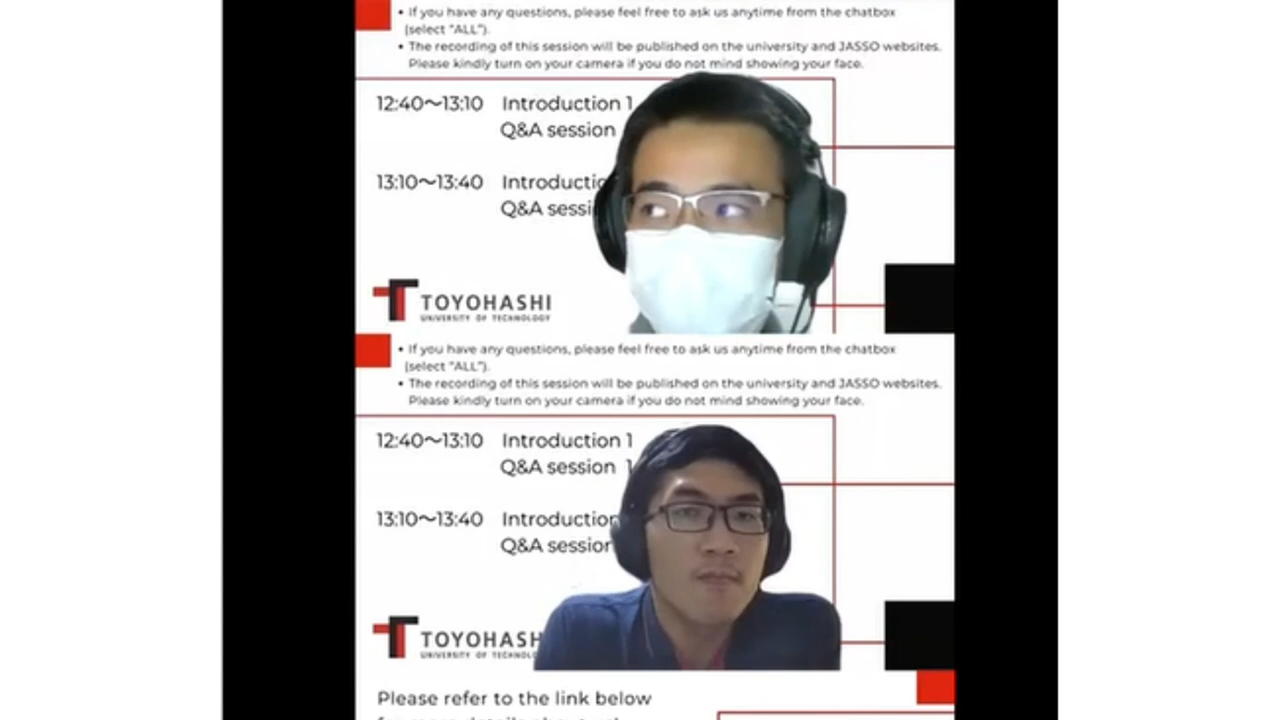 • If you have any questions, please feel free to ask us anytime from the chatbox
(select "ALL").
• The recording of this session will be published on the university and JASSO websites.
Please kindly turn on your camera if you do not mind showing your face.
12:40～13:10 Introduction 1
Q&A session
13:10～13:40
Q&A
TOYOHASHI
UNIVERSITY OF TECHNOLOGY
• If you have any questions, please feel free to ask us anytime from the chatbox
(select "ALL").
• The recording of this session will be published on the university and JASSO websites.
Please kindly turn on your camera if you do not mind showing your face.
12:40～13:10 Introduction 1
Q&A session 1
13:10～13:40 Introduction
Q&A session
UNIVERSITY OF
Please refer to the link below